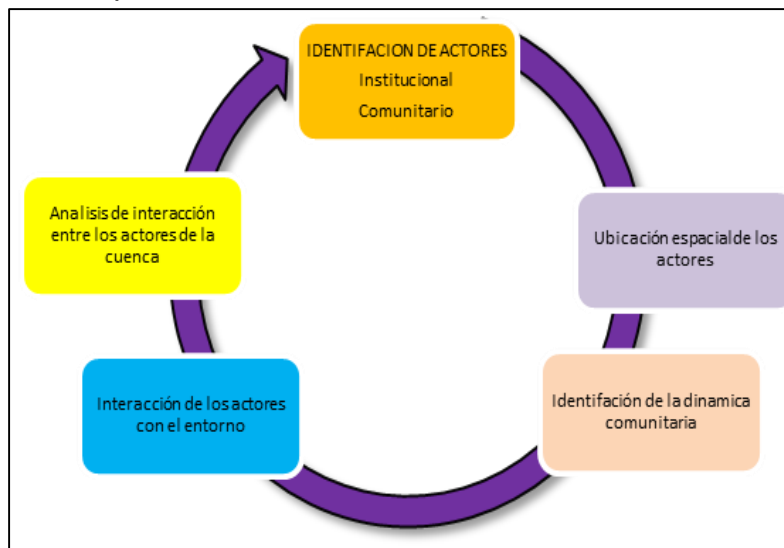 IDENTIFACION DE ACTORES
Institucional
Comunitario
Ubicación espacial de los
actores
Identifación de la dinamica
comunitaria
Interacción de los actores
con el entorno
Analisis de interacción
entre los actores de la
cuenca